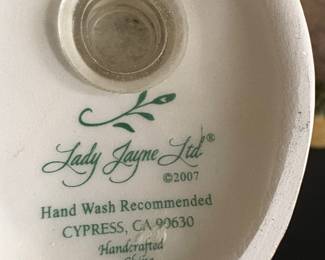 Lady Jayne Ltd®
©2007
Hand Wash Recommended
CYPRESS, CA 90630
Handcrafted